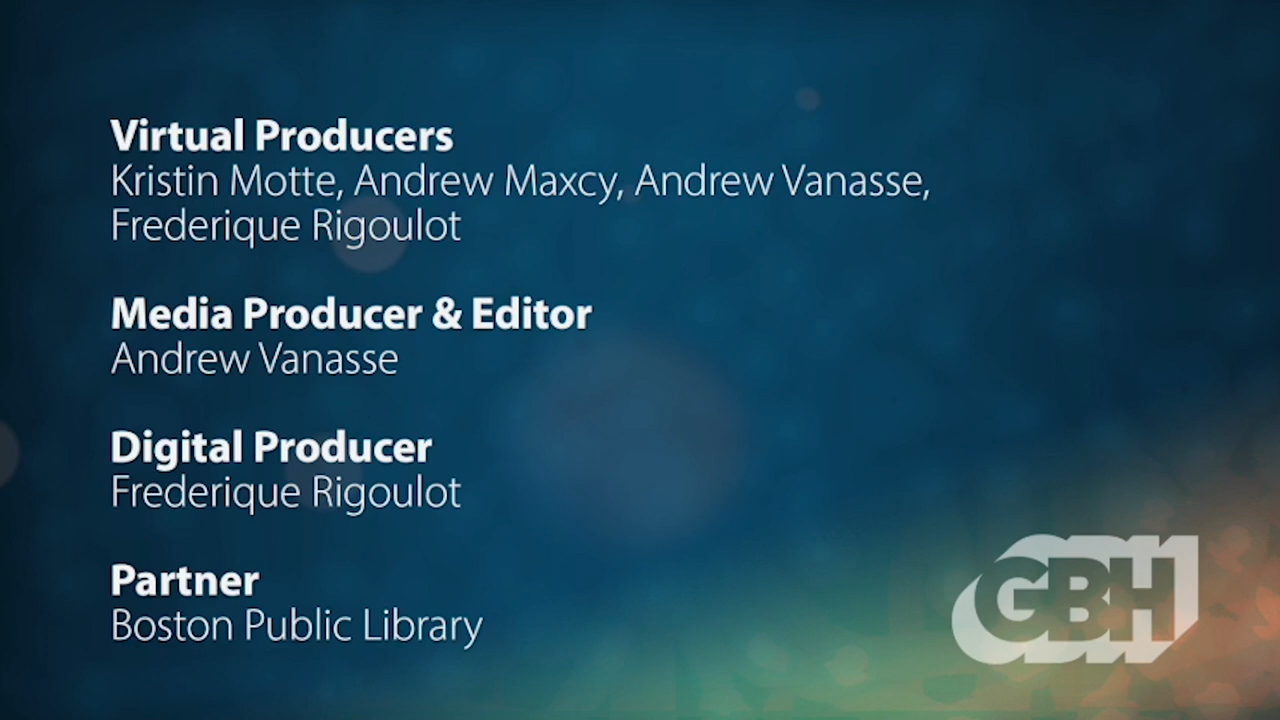 Virtual Producers
Kristin Motte, Andrew Maxcy, Andrew Vanasse,
Frederique Rigoulot
Media Producer & Editor
Andrew Vanasse
Digital Producer
Frederique Rigoulot
Partner
Boston Public Library
GBH